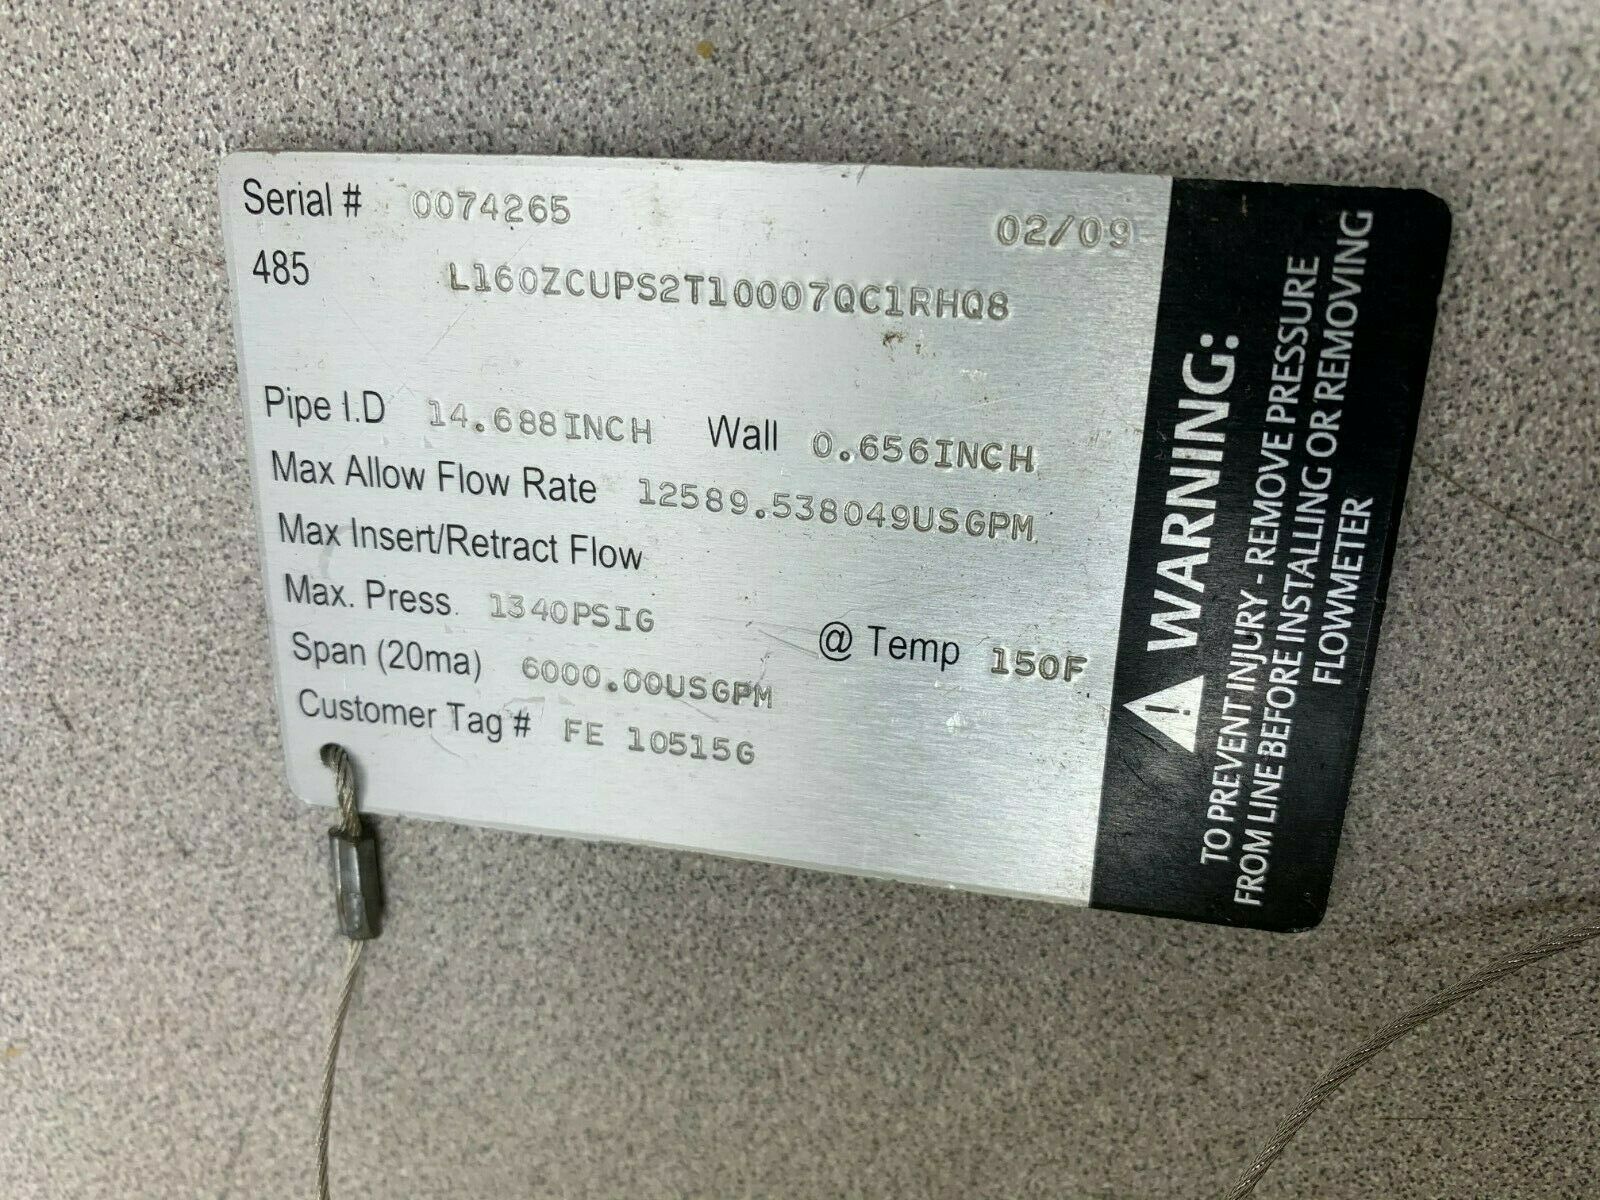 Serial # 0074265 02/09
485 L160ZCUPS2T10007QC1RHQ8
Pipe I.D 14.688INCH Wall 0.656INCH
Max Allow Flow Rate 12589.538049USGPM
Max Insert/Retract Flow
Max. Press. 1340PSIG @ Temp 150F
Span (20ma) 6000.00USGPM
Customer Tag # FE 10515G
WARNING:
TO PREVENT INJURY - REMOVE PRESSURE
FROM LINE BEFORE INSTALLING OR REMOVING
FLOWMETER